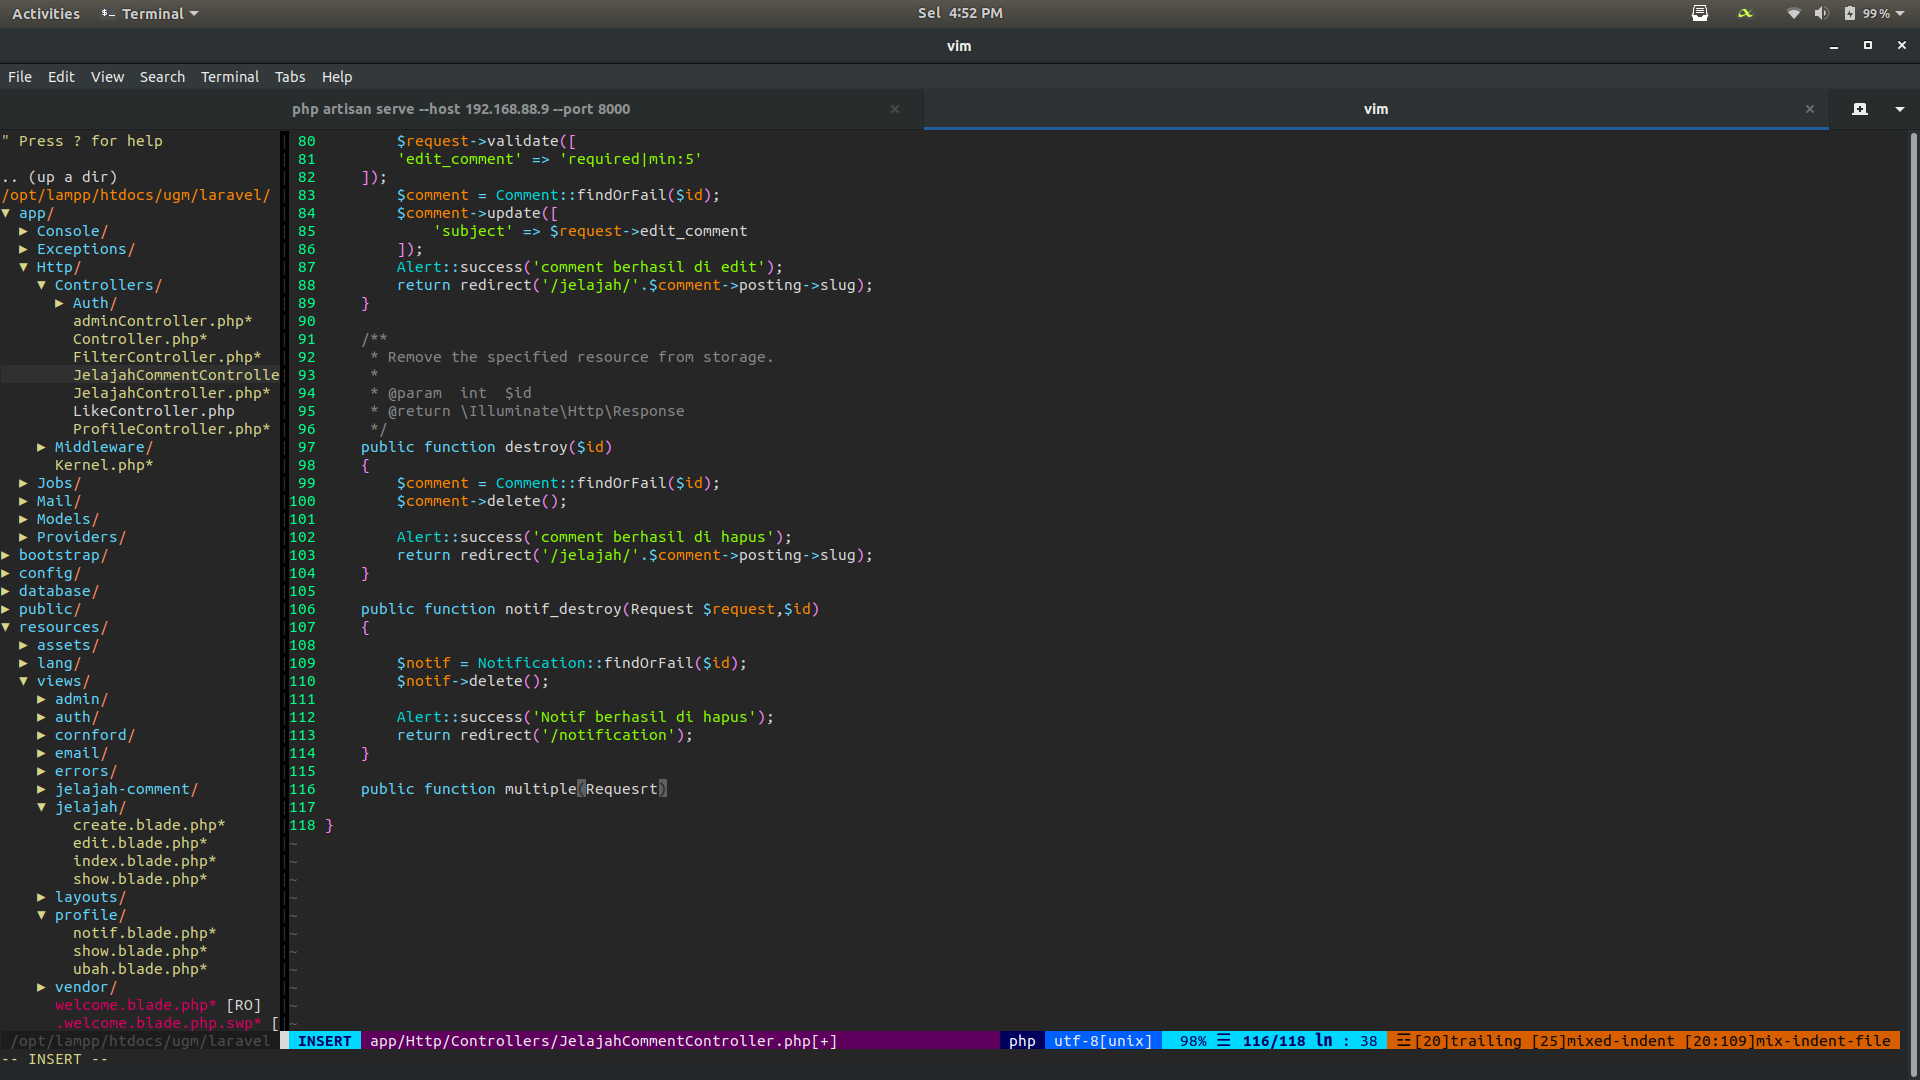 Activities Terminal Sel 4:52 PM 99 %
vim
File Edit View Search Terminal Tabs Help
php artisan serve --host 192.168.88.9 --port 8000 vim
" Press ? for help
.. (up a dir)
/opt/lampp/htdocs/ugm/laravel/
▼ app/
▶ Console/
▶ Exceptions/
▼ Http/
▼ Controllers/
▶ Auth/
adminController.php*
Controller.php*
FilterController.php*
JelajahCommentControlle
JelajahController.php*
LikeController.php
ProfileController.php*
▶ Middleware/
Kernel.php*
▶ Jobs/
▶ Mail/
▶ Models/
▶ Providers/
▶ bootstrap/
▶ config/
▶ database/
▶ public/
▼ resources/
▶ assets/
▶ lang/
▼ views/
▶ admin/
▶ auth/
▶ cornford/
▶ email/
▶ errors/
▶ jelajah-comment/
▼ jelajah/
create.blade.php*
edit.blade.php*
index.blade.php*
show.blade.php*
▶ layouts/
▼ profile/
notif.blade.php*
show.blade.php*
ubah.blade.php*
▶ vendor/
welcome.blade.php* [RO]
.welcome.blade.php.swp* [
/opt/lampp/htdocs/ugm/laravel
80 $request->validate([
81 'edit_comment' => 'required|min:5'
82 ]);
83 $comment = Comment::findOrFail($id);
84 $comment->update([
85 'subject' => $request->edit_comment
86 ]);
87 Alert::success('comment berhasil di edit');
88 return redirect('/jelajah/'.$comment->posting->slug);
89 }
90
91 /**
92 * Remove the specified resource from storage.
93 *
94 * @param  int  $id
95 * @return \Illuminate\Http\Response
96 */
97 public function destroy($id)
98 {
99 $comment = Comment::findOrFail($id);
100 $comment->delete();
101
102 Alert::success('comment berhasil di hapus');
103 return redirect('/jelajah/'.$comment->posting->slug);
104 }
105
106 public function notif_destroy(Request $request,$id)
107 {
108
109 $notif = Notification::findOrFail($id);
110 $notif->delete();
111
112 Alert::success('Notif berhasil di hapus');
113 return redirect('/notification');
114 }
115
116 public function multiple(Requesrt)
117
118 }
~
~
~
~
~
~
~
~
~
~
~
INSERT app/Http/Controllers/JelajahCommentController.php[+] php utf-8[unix] 98% ☰ 116/118 ln : 38 ☲[20]trailing [25]mixed-indent [20:109]mix-indent-file
-- INSERT --